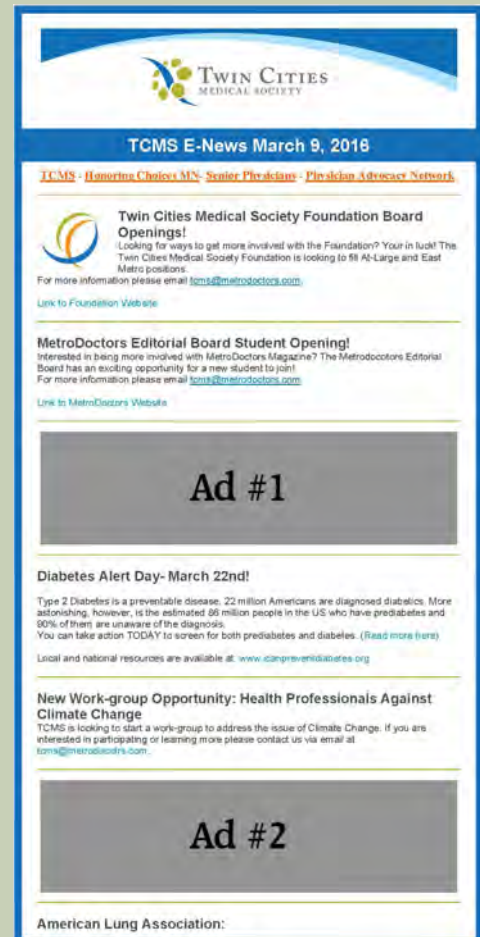 TWIN CITIES
MEDICAL SOCIETY
TCMS E-News March 9, 2016
TCMS - Honoring Choices MN- Senior Physicians - Physician Advocacy Network
Twin Cities Medical Society Foundation Board
Openings!
Looking for ways to get more involved with the Foundation? Your in luck! The
Twin Cities Medical Society Foundation is looking to fill At-Large and East
Metro positions.
For more information please email tcms@metrodoctors.com.
Link to Foundation Website
MetroDoctors Editorial Board Student Opening!
Interested in being more involved with MetroDoctors Magazine? The Metrodocotors Editorial
Board has an exciting opportunity for a new student to join!
For more information please email tcms@metrodoctors.com
Link to MetroDoctors Website
Ad #1
Diabetes Alert Day- March 22nd!
Type 2 Diabetes is a preventable disease. 22 million Americans are diagnosed diabetics. More
astonishing, however, is the estimated 86 million people in the US who have prediabetes and
90% of them are unaware of the diagnosis.
You can take action TODAY to screen for both prediabetes and diabetes. (Read more here)
Local and national resources are available at: www.icanpreventdiabetes.org
New Work-group Opportunity: Health Professionals Against
Climate Change
TCMS is looking to start a work-group to address the issue of Climate Change. If you are
interested in participating or learning more please contact us via email at
tcms@metrodoctors.com.
Ad #2
American Lung Association: